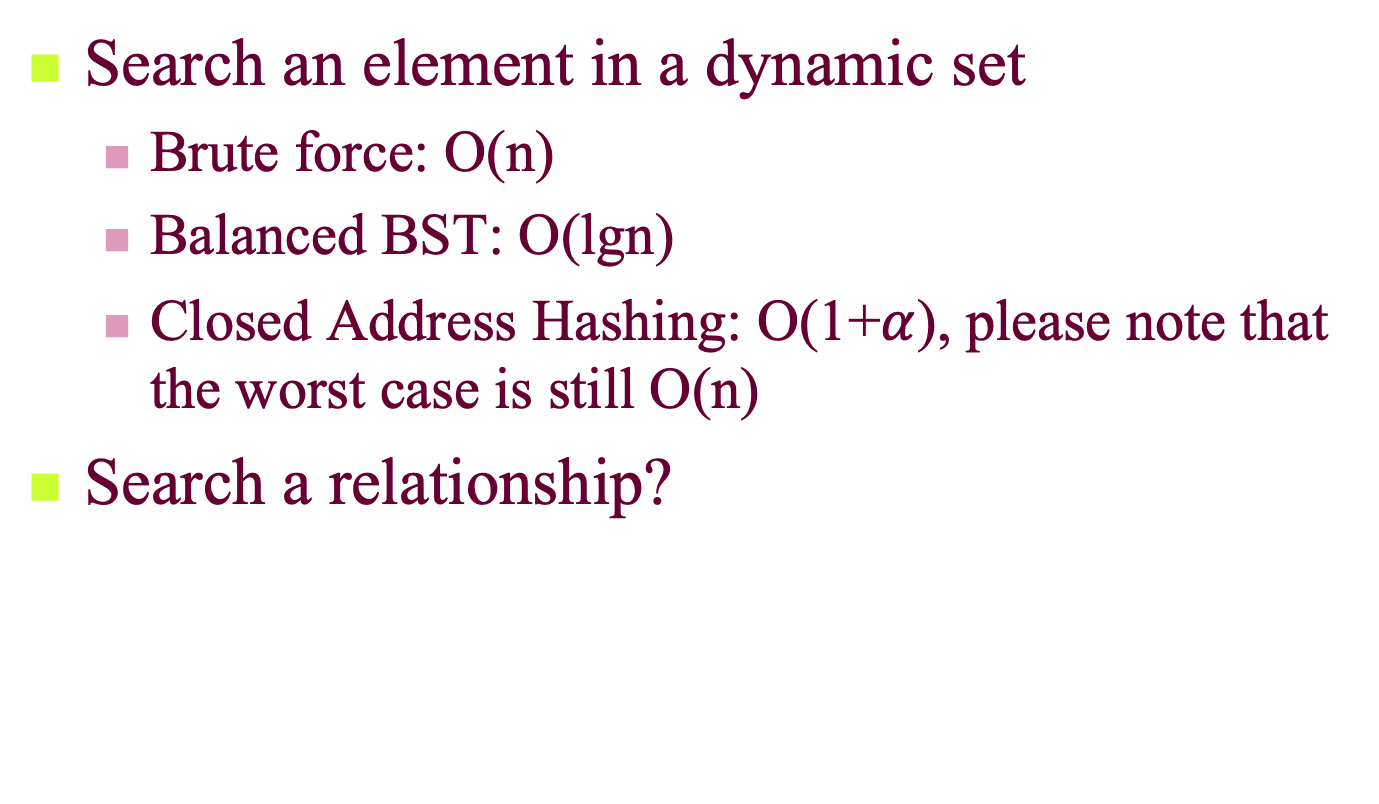 Search an element in a dynamic set
Brute force: O(n)
Balanced BST: O(lgn)
Closed Address Hashing: O(1+α), please note that
the worst case is still O(n)
Search a relationship?